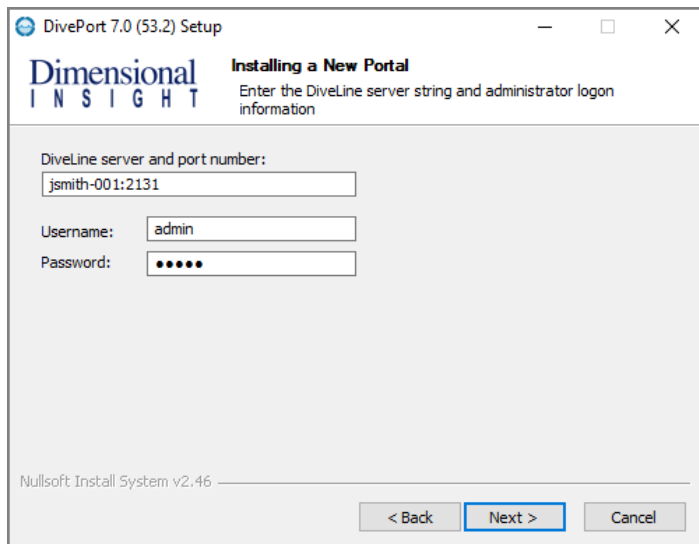 DivePort 7.0 (53.2) Setup
Dimensional
INSIGHT
Installing a New Portal
Enter the DiveLine server string and administrator logon
information
DiveLine server and port number:
jsmith-001:2131
Username: admin
Password: ●●●●●
Nullsoft Install System v2.46
< Back Next > Cancel